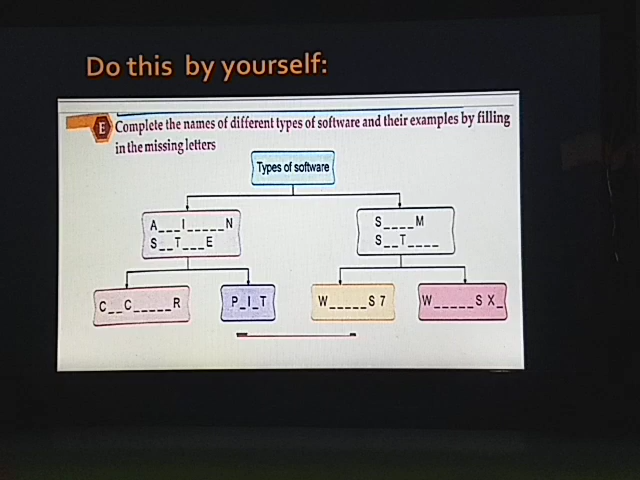 Do this by yourself:
E Complete the names of different types of software and their examples by filling
in the missing letters
Types of software
A___I_____N
S__T___E
S____M
S__T____
C__C_____R
P_I_T
W_____S 7
W_____S X_